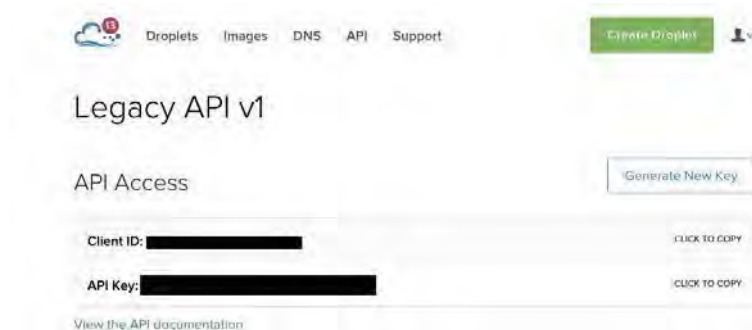 13
Droplets Images DNS API Support Create Droplet
Legacy API v1
API Access Generate New Key
Client ID: CLICK TO COPY
API Key: CLICK TO COPY
View the API documentation